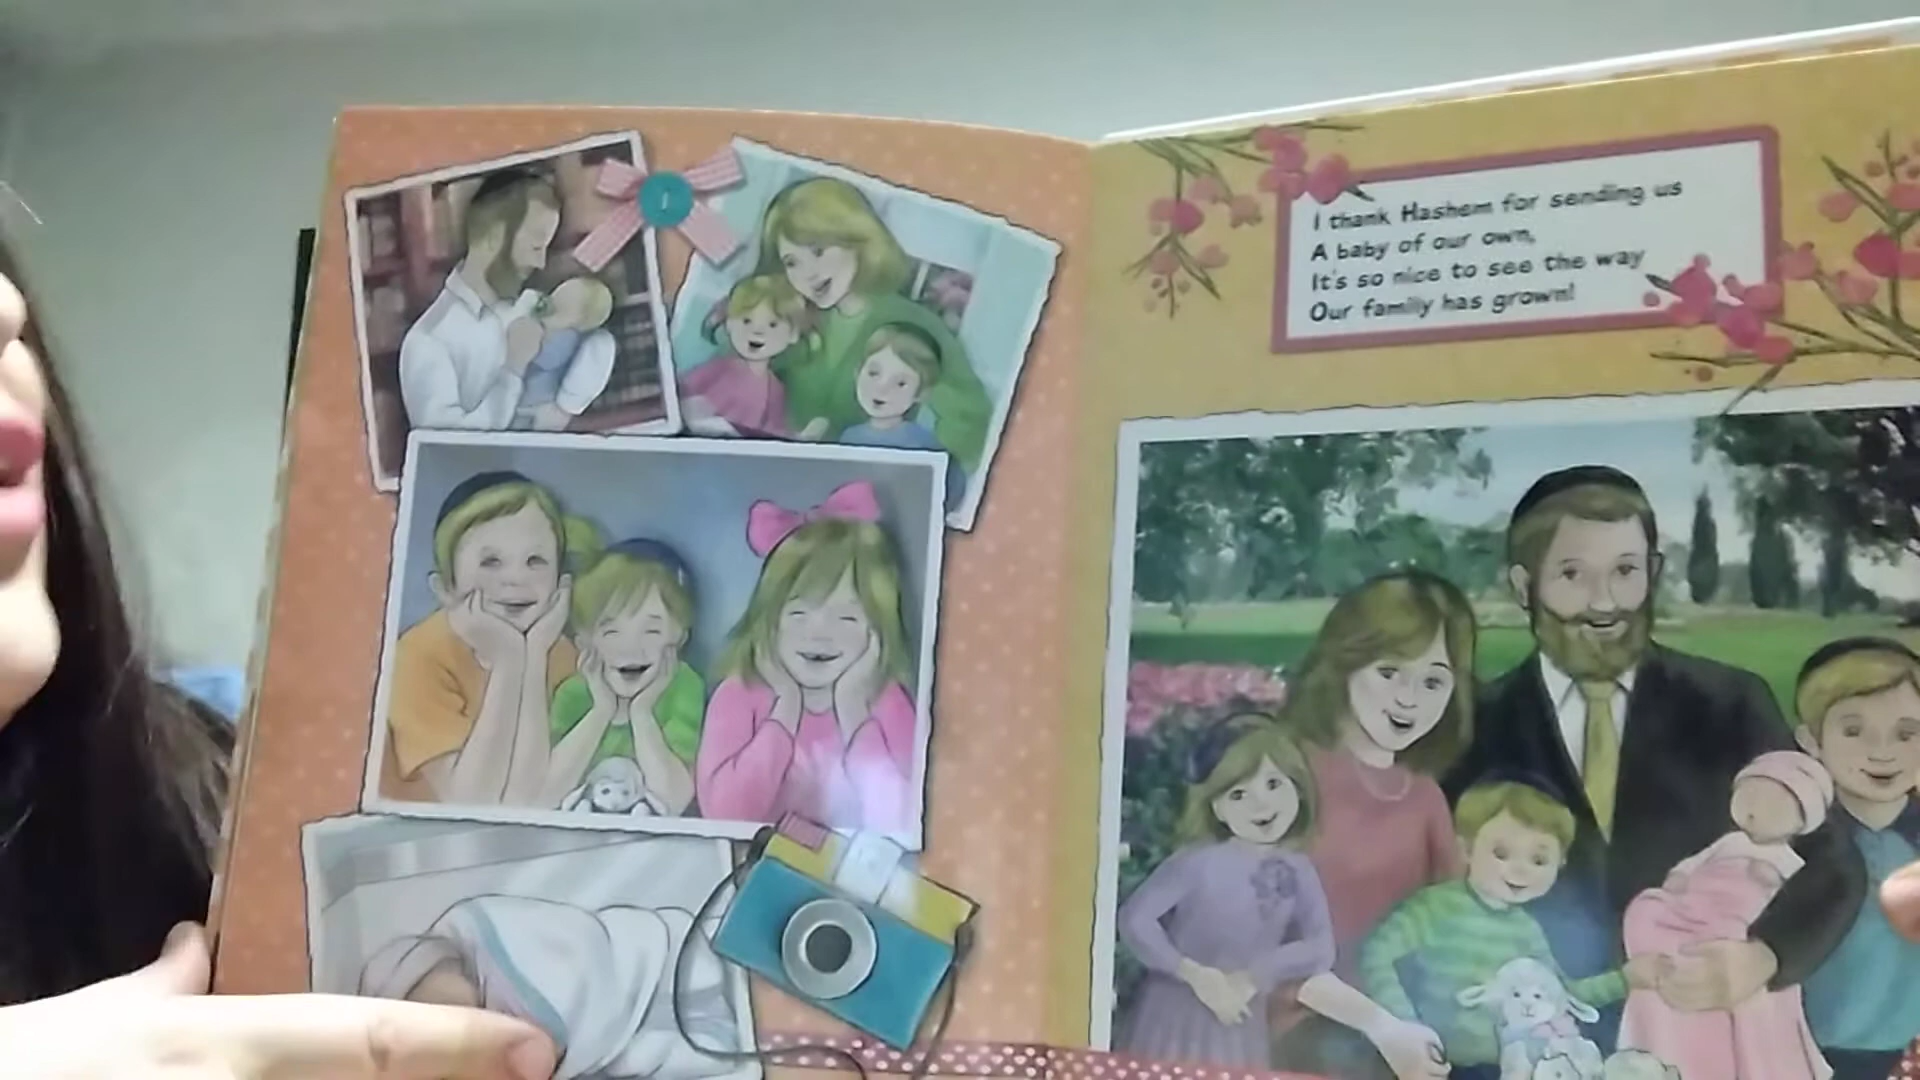 I thank Hashem for sending us
A baby of our own,
It's so nice to see the way
Our family has grown!